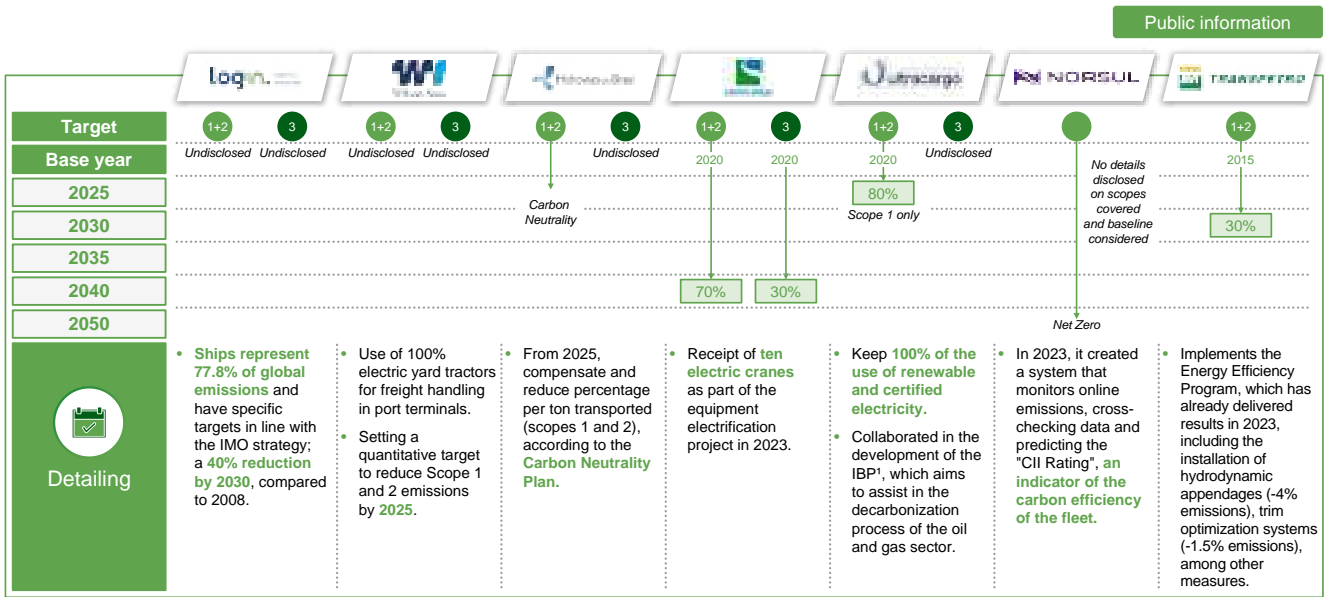 Public information
Login.
ultracargo
NORSUL
TRANSPETRO
Target
1+2
3
1+2
3
1+2
3
1+2
3
1+2
3
1+2
Undisclosed
Undisclosed
Undisclosed
Undisclosed
Undisclosed
Undisclosed
Base year
2020
2020
2020
2015
2025
80%
Scope 1 only
Carbon
Neutrality
No details
disclosed
on scopes
covered
and baseline
considered
2030
30%
2035
2040
70%
30%
2050
Net Zero
Detailing
• Ships represent
77.8% of global
emissions and
have specific
targets in line with
the IMO strategy;
a 40% reduction
by 2030, compared
to 2008.
• Use of 100%
electric yard tractors
for freight handling
in port terminals.
• Setting a
quantitative target
to reduce Scope 1
and 2 emissions
by 2025.
• From 2025,
compensate and
reduce percentage
per ton transported
(scopes 1 and 2),
according to the
Carbon Neutrality
Plan.
• Receipt of ten
electric cranes
as part of the
equipment
electrification
project in 2023.
• Keep 100% of the
use of renewable
and certified
electricity.
• Collaborated in the
development of the
IBP¹, which aims
to assist in the
decarbonization
process of the oil
and gas sector.
• In 2023, it created
a system that
monitors online
emissions, cross-
checking data and
predicting the
"CII Rating", an
indicator of the
carbon efficiency
of the fleet.
• Implements the
Energy Efficiency
Program, which has
already delivered
results in 2023,
including the
installation of
hydrodynamic
appendages (-4%
emissions), trim
optimization systems
(-1.5% emissions),
among other
measures.